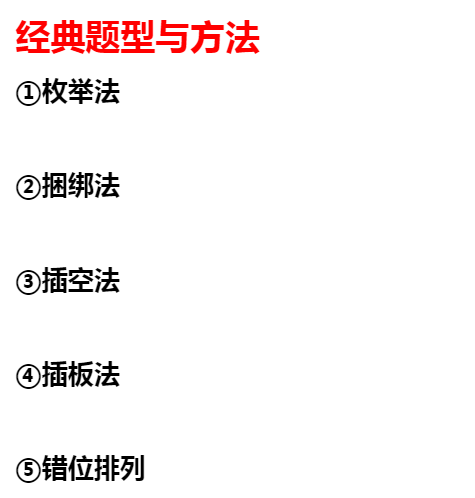 经典题型与方法
①枚举法
②捆绑法
③插空法
④插板法
⑤错位排列